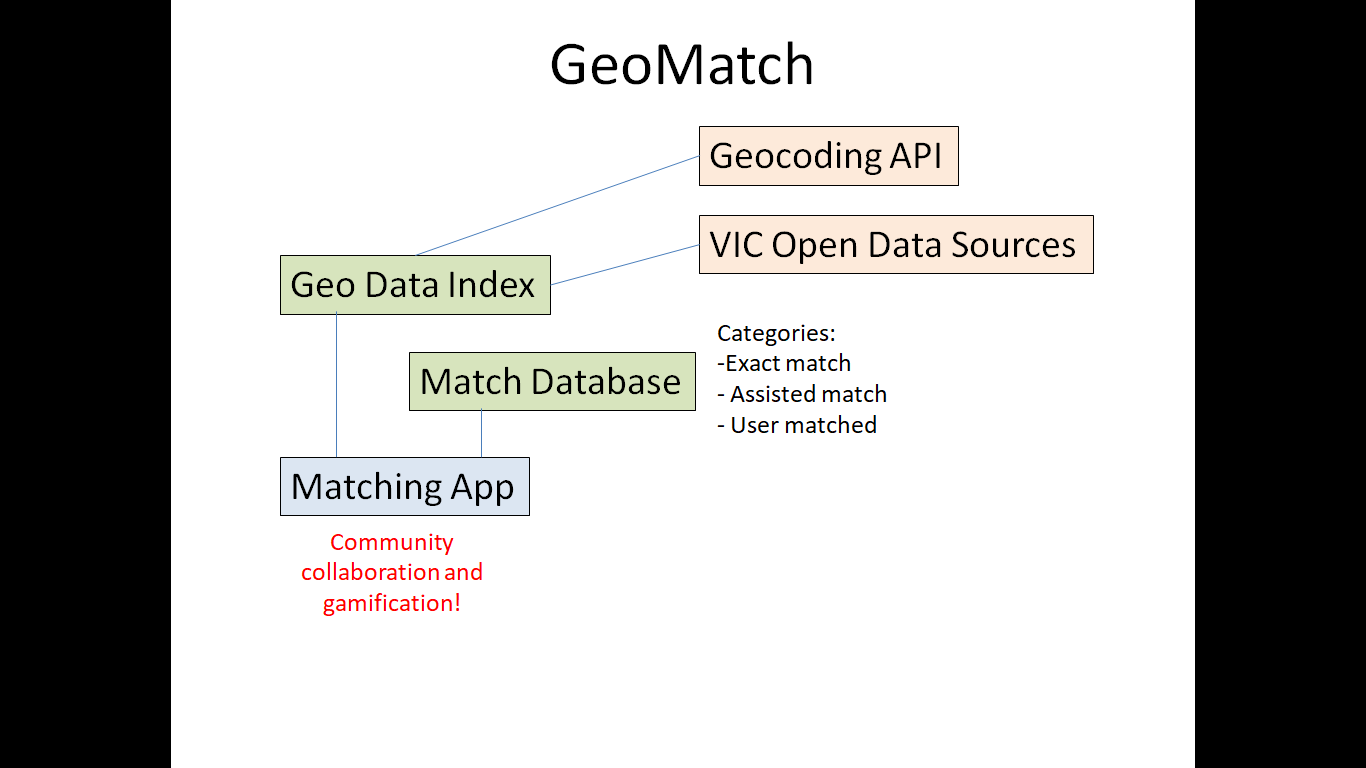 GeoMatch
Geocoding API
VIC Open Data Sources
Geo Data Index
Categories:
-Exact match
- Assisted match
- User matched
Match Database
Matching App
Community
collaboration and
gamification!